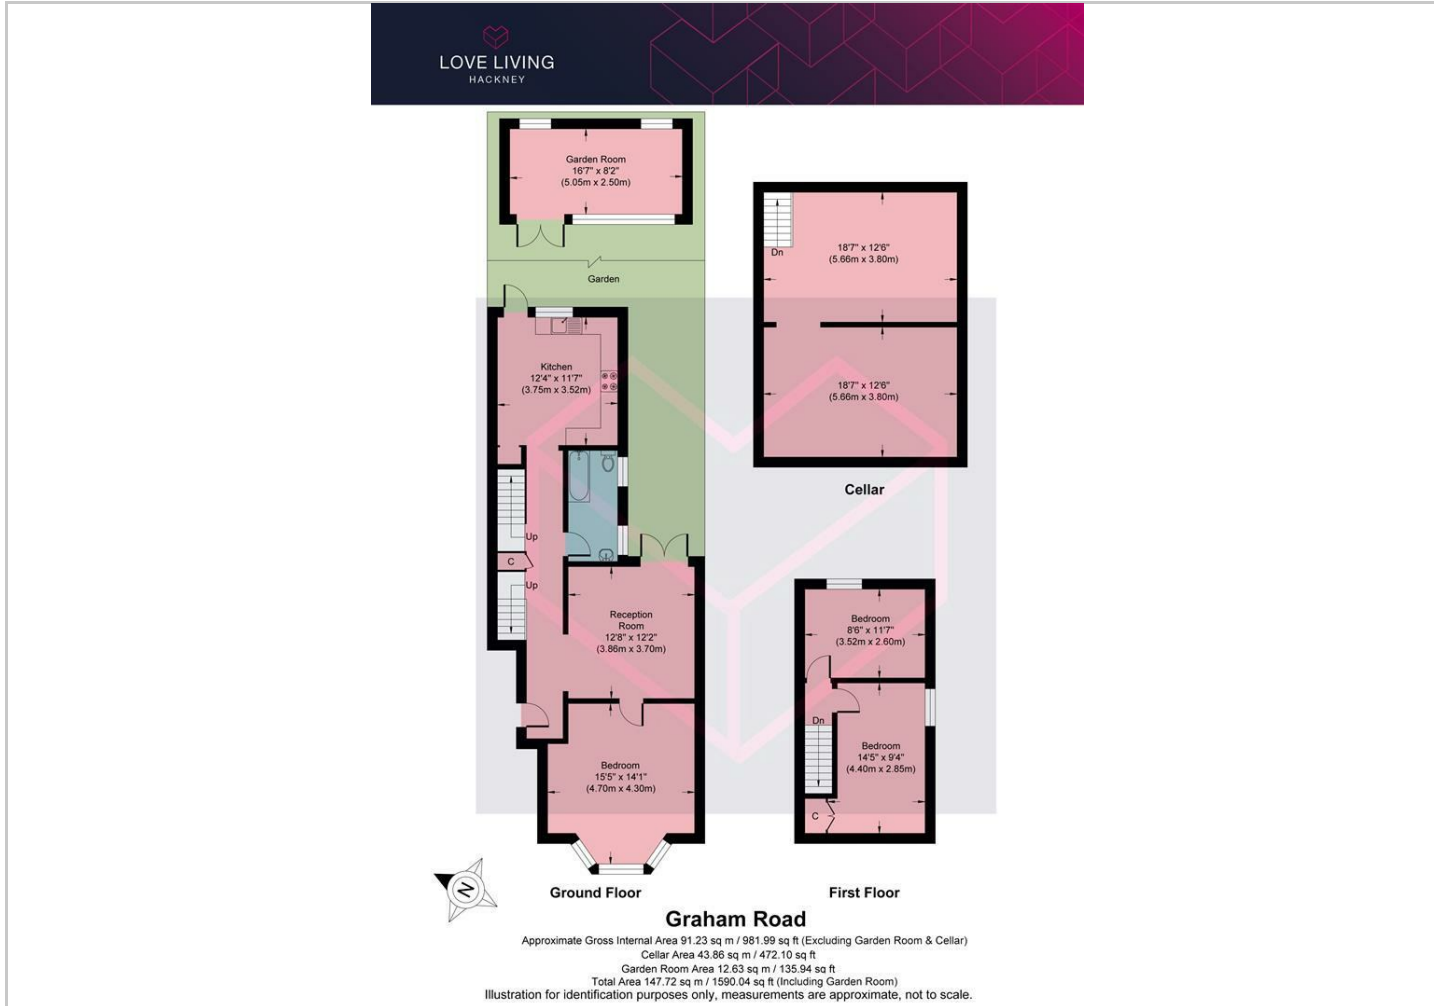 LOVE LIVING
HACKNEY
Garden Room
16'7" x 8'2"
(5.05m x 2.50m)
Garden
Kitchen
12'4" x 11'7"
(3.75m x 3.52m)
Up
C
Up
Reception
Room
12'8" x 12'2"
(3.86m x 3.70m)
Bedroom
15'5" x 14'1"
(4.70m x 4.30m)
Ground Floor
18'7" x 12'6"
(5.66m x 3.80m)
Dn
18'7" x 12'6"
(5.66m x 3.80m)
Cellar
Bedroom
8'6" x 11'7"
(3.52m x 2.60m)
Dn
Bedroom
14'5" x 9'4"
(4.40m x 2.85m)
C
First Floor
N
Graham Road
Approximate Gross Internal Area 91.23 sq m / 981.99 sq ft (Excluding Garden Room & Cellar)
Cellar Area 43.86 sq m / 472.10 sq ft
Garden Room Area 12.63 sq m / 135.94 sq ft
Total Area 147.72 sq m / 1590.04 sq ft (Including Garden Room)
Illustration for identification purposes only, measurements are approximate, not to scale.